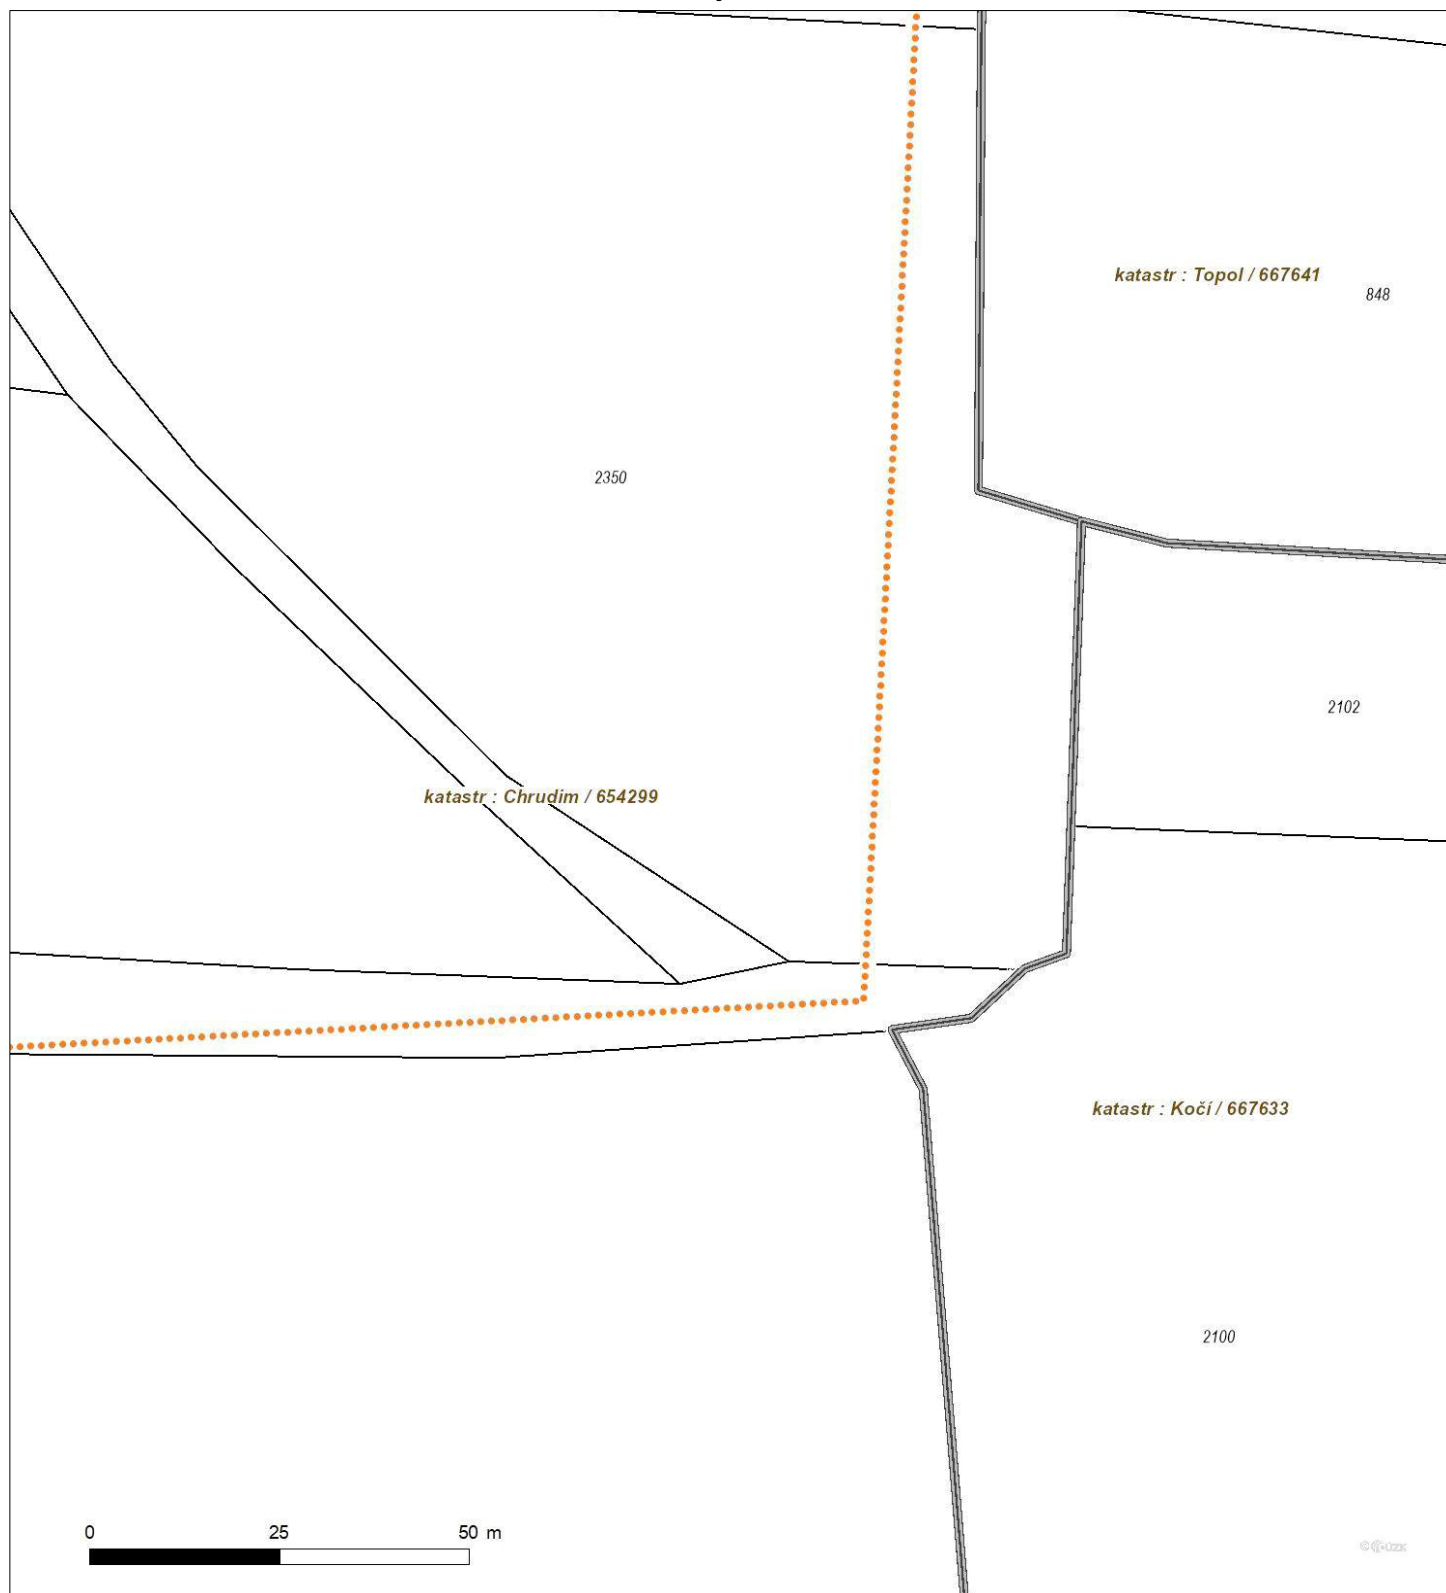 katastr : Topol / 667641
848
2350
2102
katastr : Chrudim / 654299
katastr : Kočí / 667633
2100
0 25 50 m